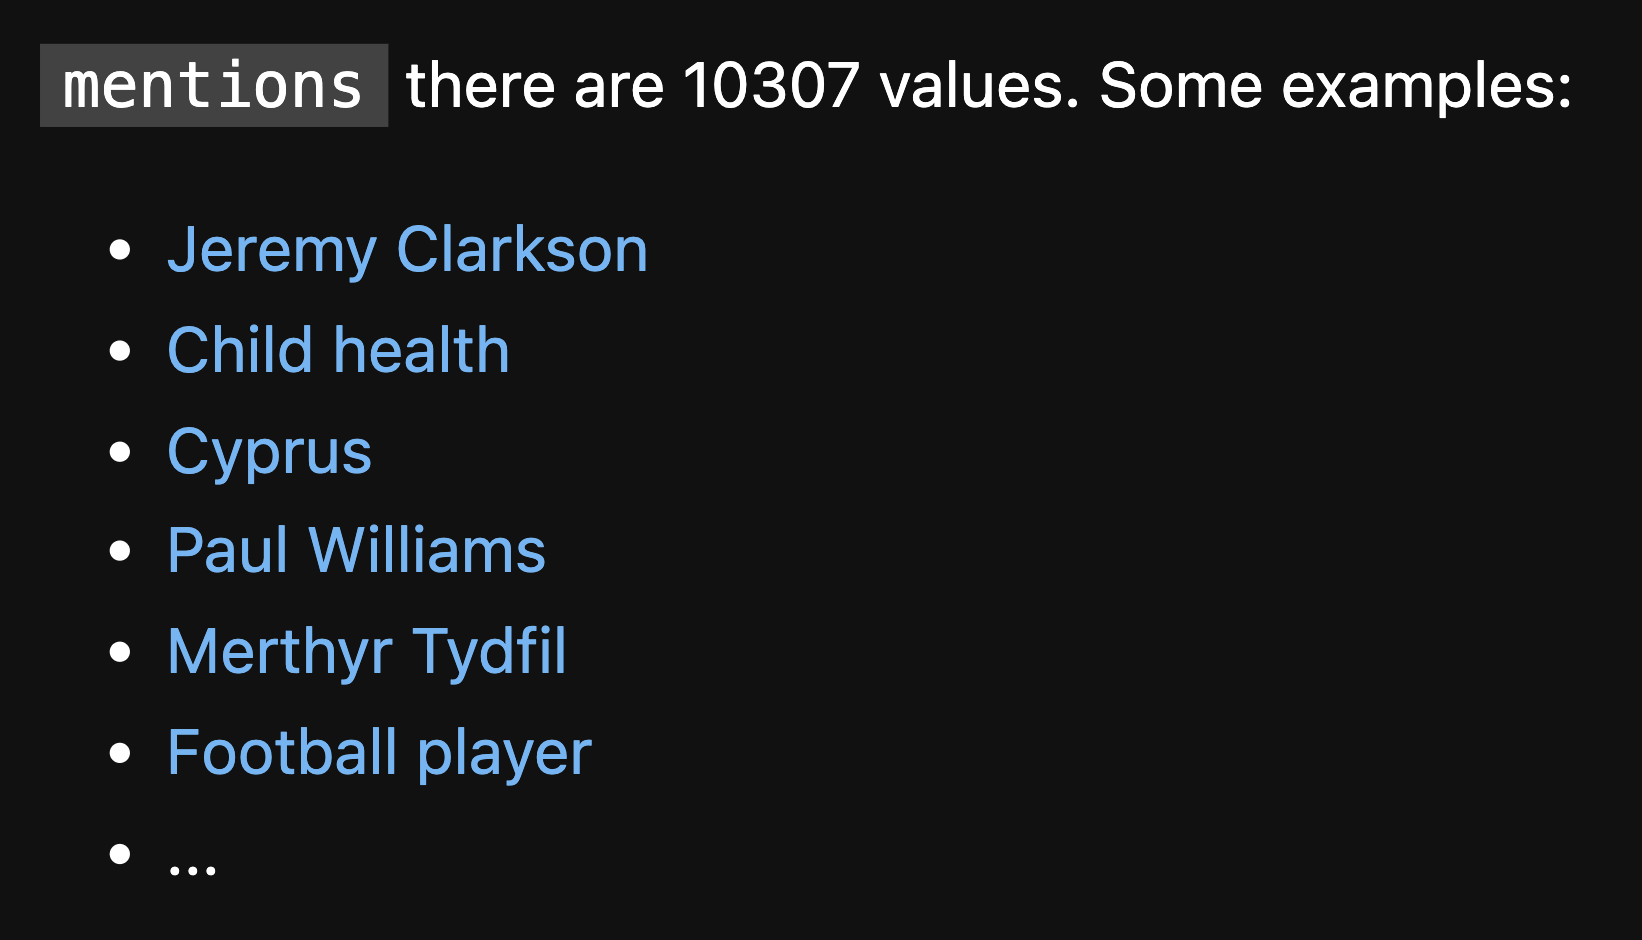 mentions there are 10307 values. Some examples:
• Jeremy Clarkson
• Child health
• Cyprus
• Paul Williams
• Merthyr Tydfil
• Football player
• ...